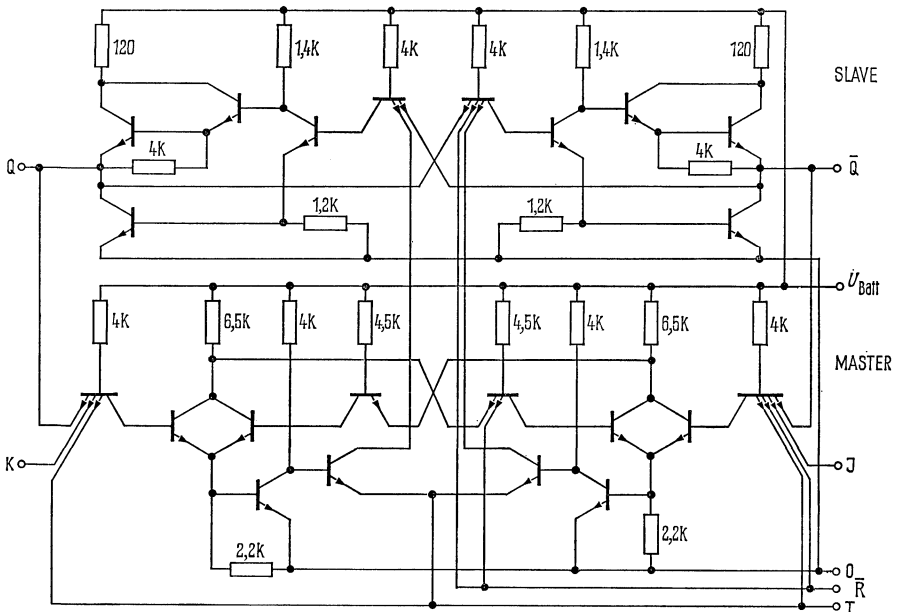 120
1,4K
4K
4K
1,4K
120
SLAVE
4K
4K
Q
Q̅
1,2K
1,2K
U Batt
4K
6,5K
4K
4,5K
4,5K
4K
6,5K
4K
MASTER
K
J
2,2K
2,2K
0
R̅
T